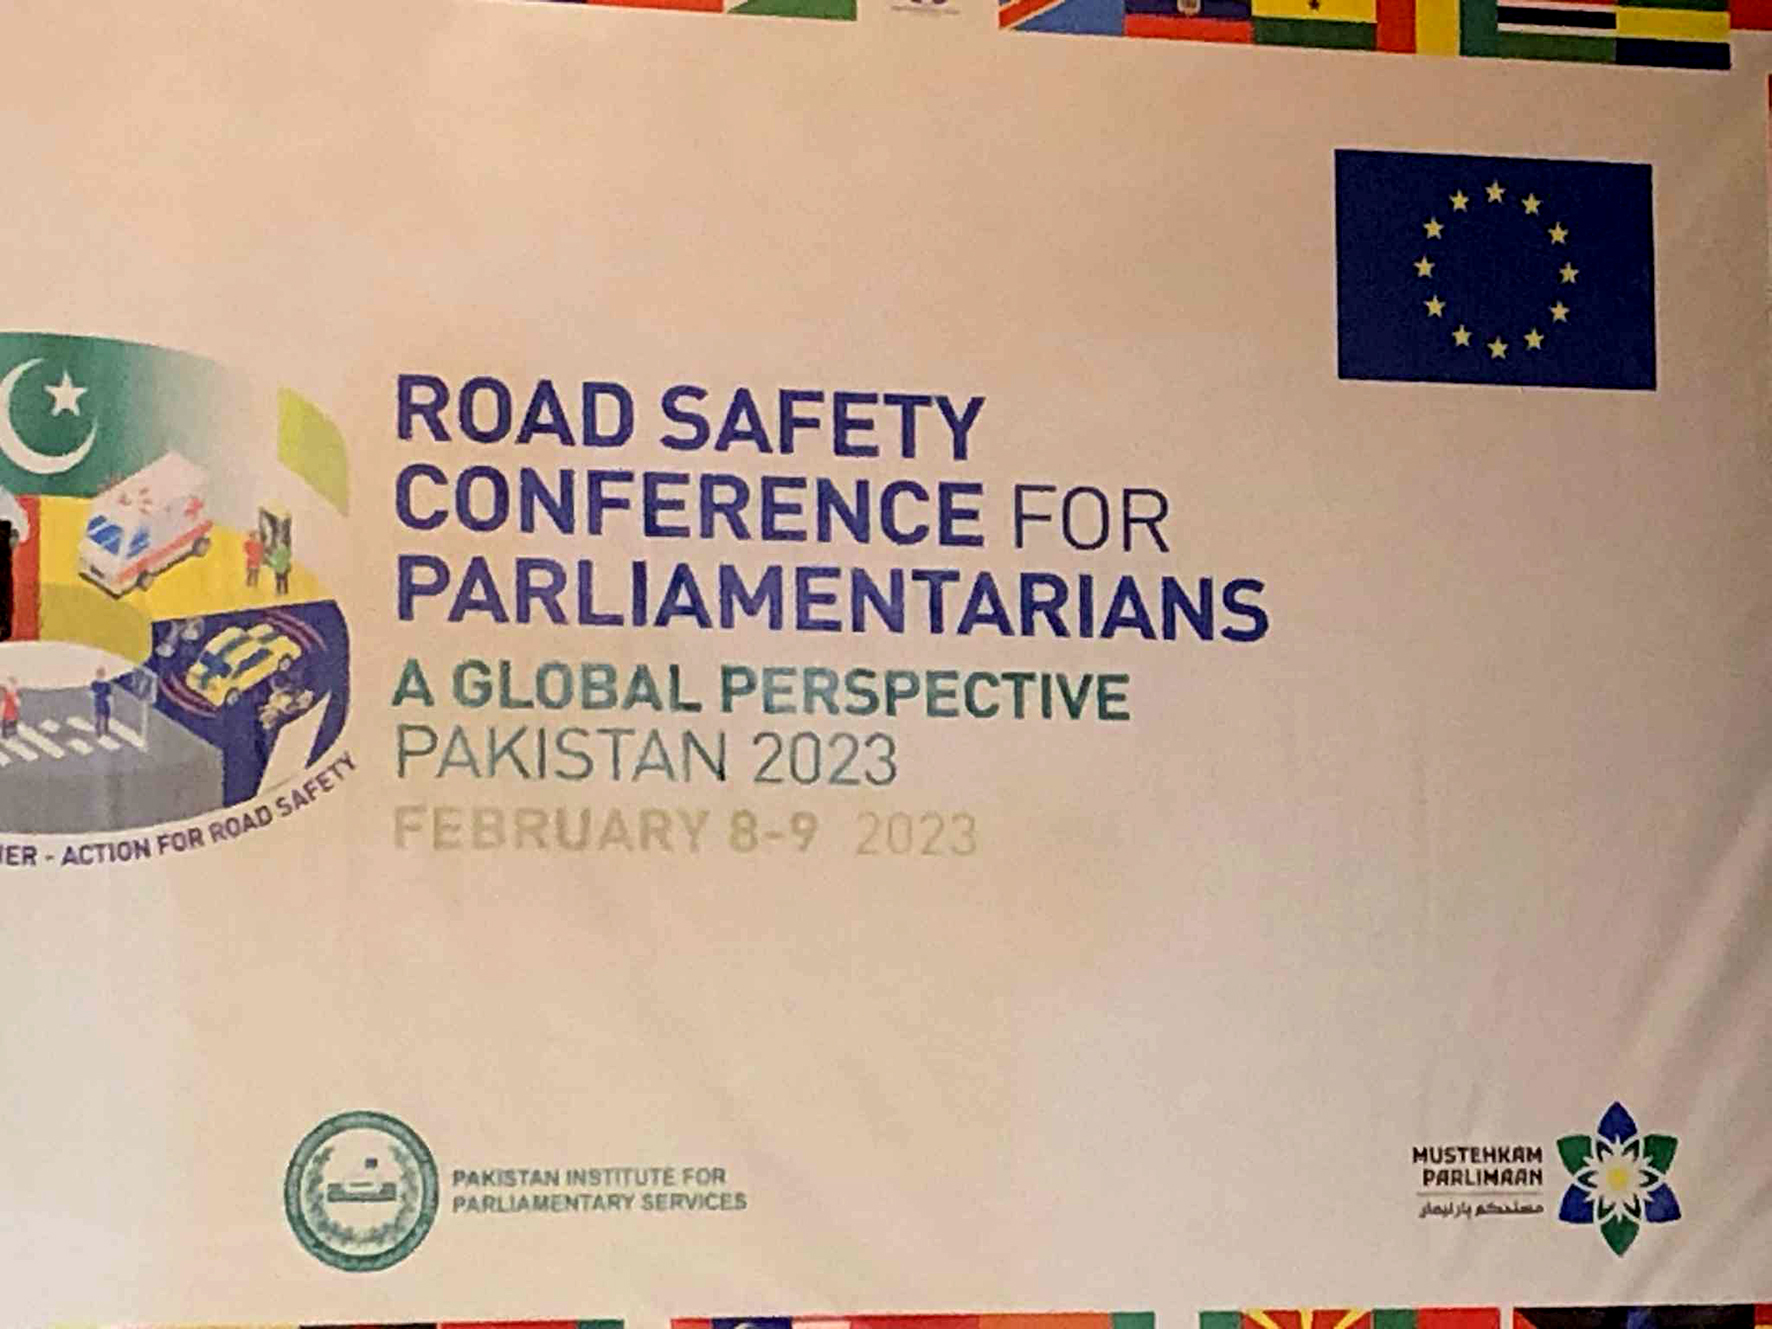 ROAD SAFETY
CONFERENCE FOR
PARLIAMENTARIANS
A GLOBAL PERSPECTIVE
PAKISTAN 2023
FEBRUARY 8-9 2023
- ACTION FOR ROAD SAFETY
PAKISTAN INSTITUTE FOR
PARLIAMENTARY SERVICES
MUSTEHKAM
PARLIMAAN
مستحکم پارلیمان